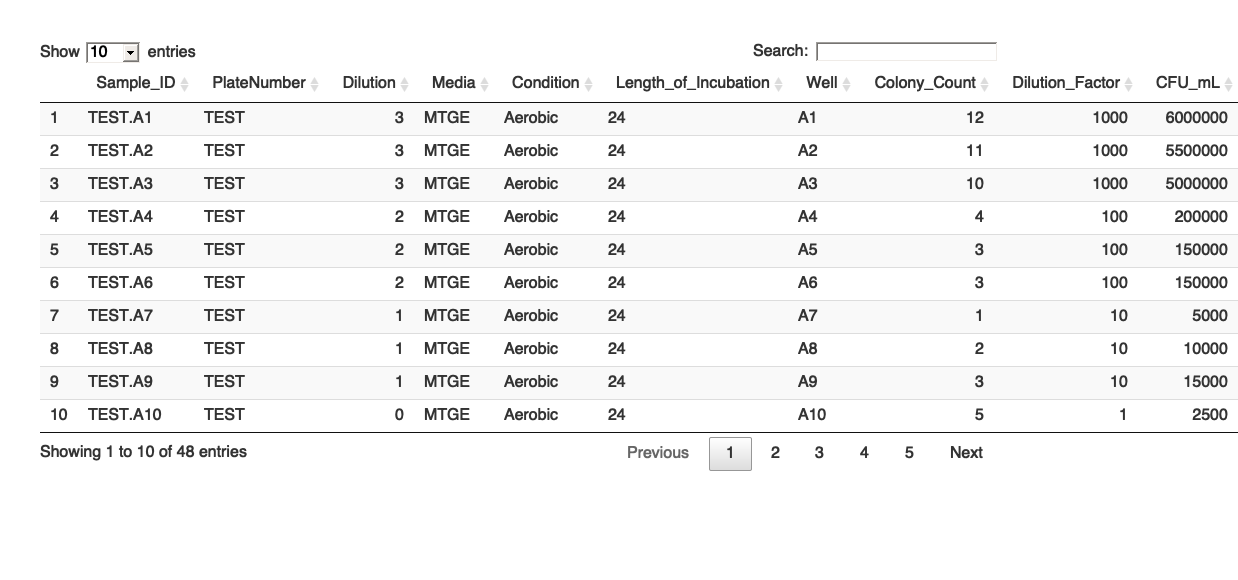 Show 10 entries Search:
Sample_ID PlateNumber Dilution Media Condition Length_of_Incubation Well Colony_Count Dilution_Factor CFU_mL
1 TEST.A1 TEST 3 MTGE Aerobic 24 A1 12 1000 6000000
2 TEST.A2 TEST 3 MTGE Aerobic 24 A2 11 1000 5500000
3 TEST.A3 TEST 3 MTGE Aerobic 24 A3 10 1000 5000000
4 TEST.A4 TEST 2 MTGE Aerobic 24 A4 4 100 200000
5 TEST.A5 TEST 2 MTGE Aerobic 24 A5 3 100 150000
6 TEST.A6 TEST 2 MTGE Aerobic 24 A6 3 100 150000
7 TEST.A7 TEST 1 MTGE Aerobic 24 A7 1 10 5000
8 TEST.A8 TEST 1 MTGE Aerobic 24 A8 2 10 10000
9 TEST.A9 TEST 1 MTGE Aerobic 24 A9 3 10 15000
10 TEST.A10 TEST 0 MTGE Aerobic 24 A10 5 1 2500
Showing 1 to 10 of 48 entries Previous 1 2 3 4 5 Next